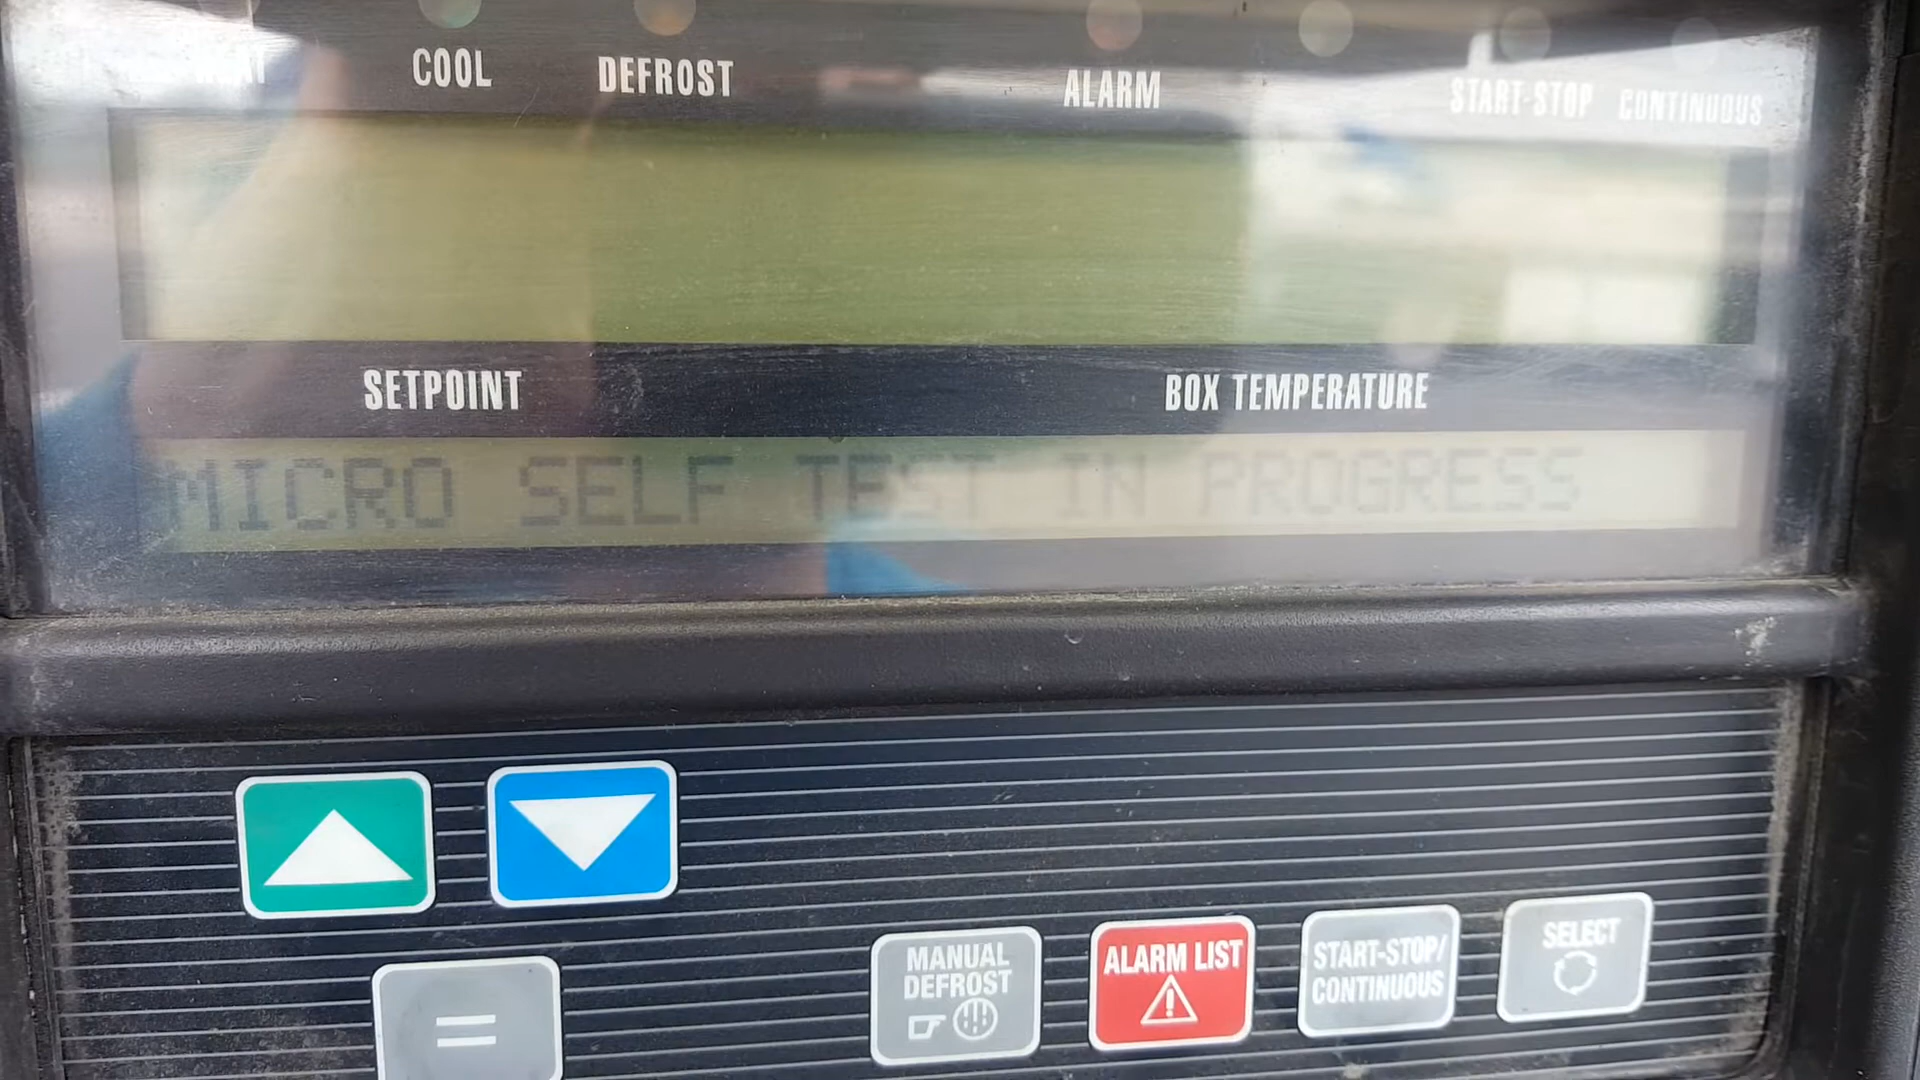 COOL DEFROST ALARM START-STOP CONTINUOUS
SETPOINT BOX TEMPERATURE
MICRO SELF TEST IN PROGRESS
MANUAL DEFROST
ALARM LIST
START-STOP/
CONTINUOUS
SELECT
=